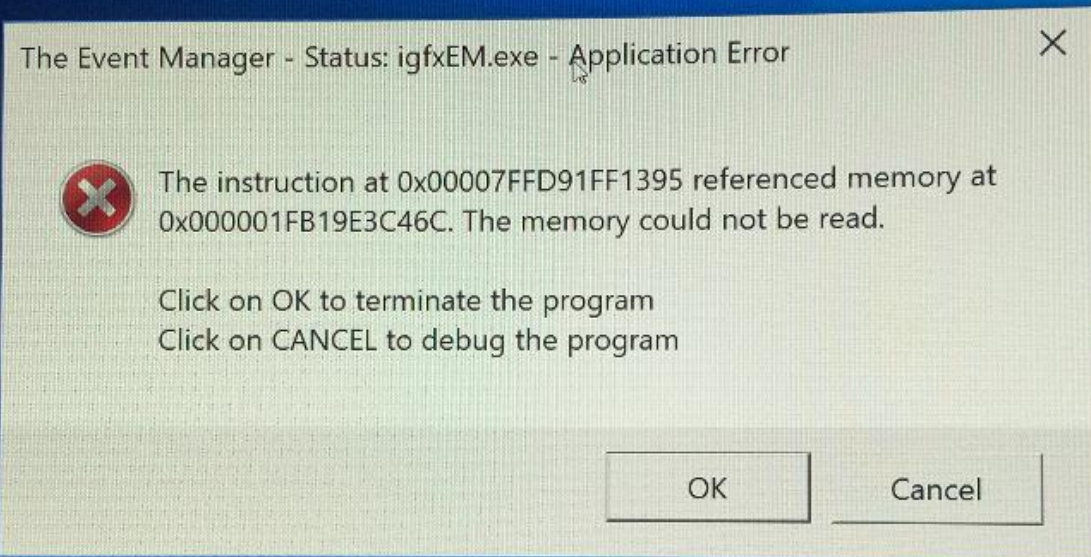 The Event Manager - Status: igfxEM.exe - Application Error
The instruction at 0x00007FFD91FF1395 referenced memory at
0x000001FB19E3C46C. The memory could not be read.
Click on OK to terminate the program
Click on CANCEL to debug the program
OK Cancel